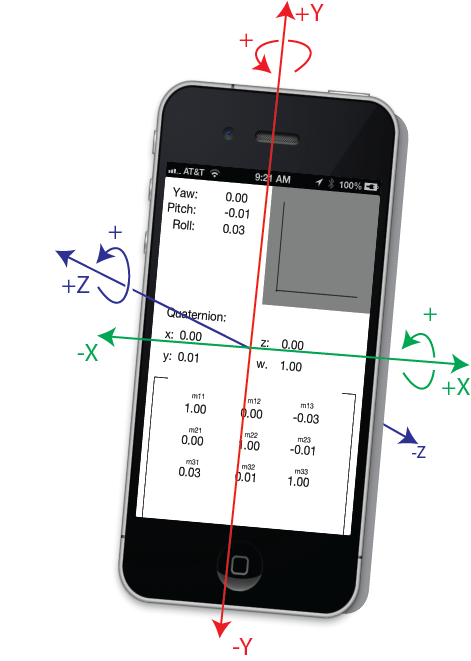 +Y
+
AT&T 9:21 AM 100%
Yaw: 0.00
Pitch: -0.01
Roll: 0.03
+
+Z
Quaternion:
x: 0.00 z: 0.00
y: 0.01 w. 1.00
-X
+
+X
m11 m12 m13
1.00 0.00 -0.03
m21 m22 m23
0.00 1.00 -0.01
m31 m32 m33
0.03 0.01 1.00
-z
-Y